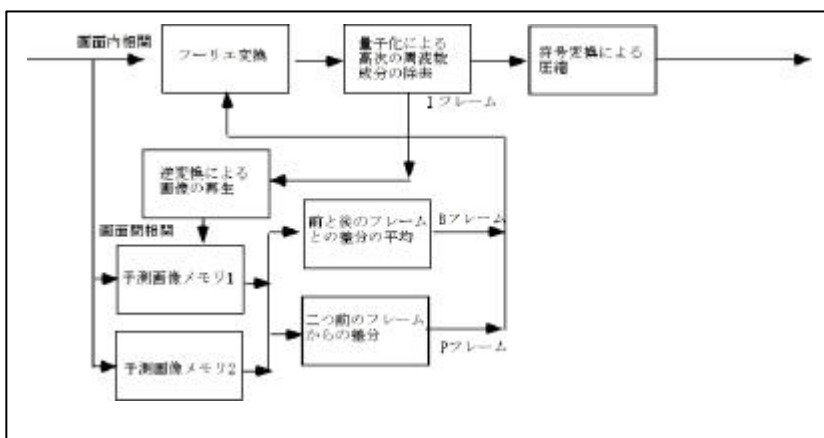 画面内相関
フーリエ変換
量子化による
高次の周波数
成分の除去
符号変換による
圧縮
Iフレーム
逆変換による
画像の再生
画面間相関
前と後のフレーム
との差分の平均
Bフレーム
予測画像メモリ1
二つ前のフレーム
からの差分
Pフレーム
予測画像メモリ2